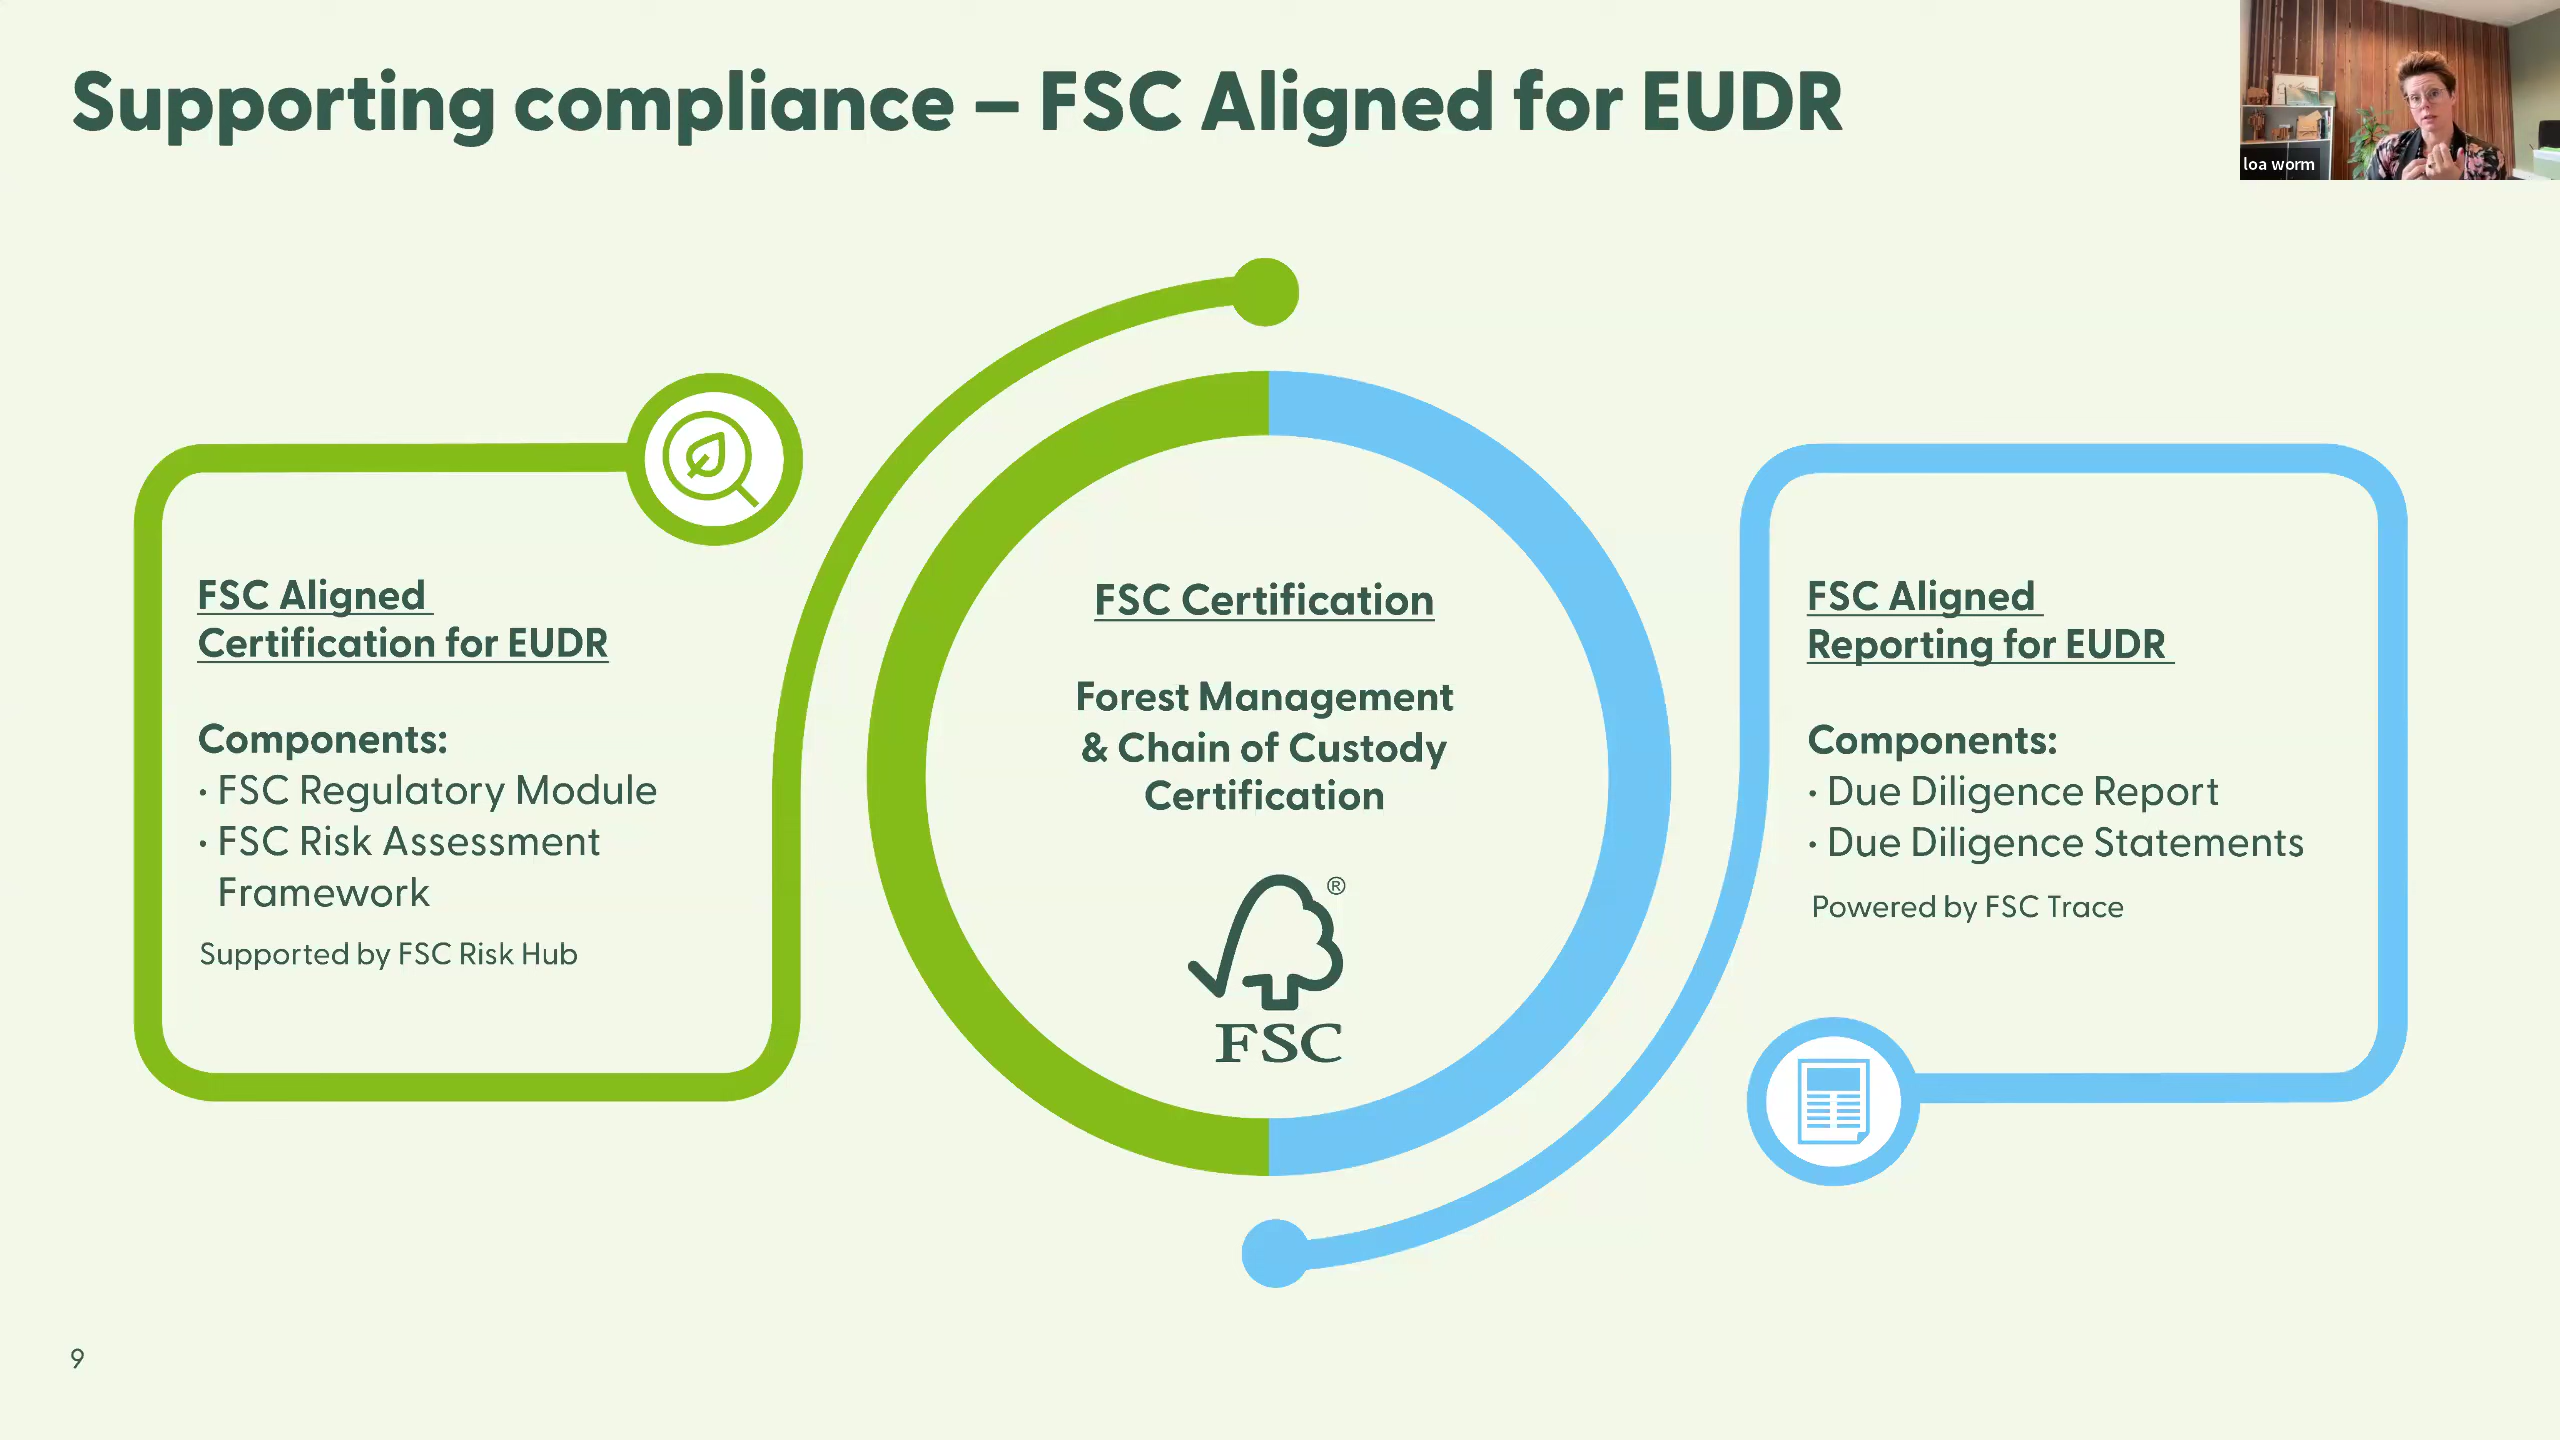 Supporting compliance – FSC Aligned for EUDR
loa worm
FSC Aligned
Certification for EUDR
Components:
· FSC Regulatory Module
· FSC Risk Assessment
Framework
Supported by FSC Risk Hub
FSC Certification
Forest Management
& Chain of Custody
Certification
®
FSC
FSC Aligned
Reporting for EUDR
Components:
· Due Diligence Report
· Due Diligence Statements
Powered by FSC Trace
9